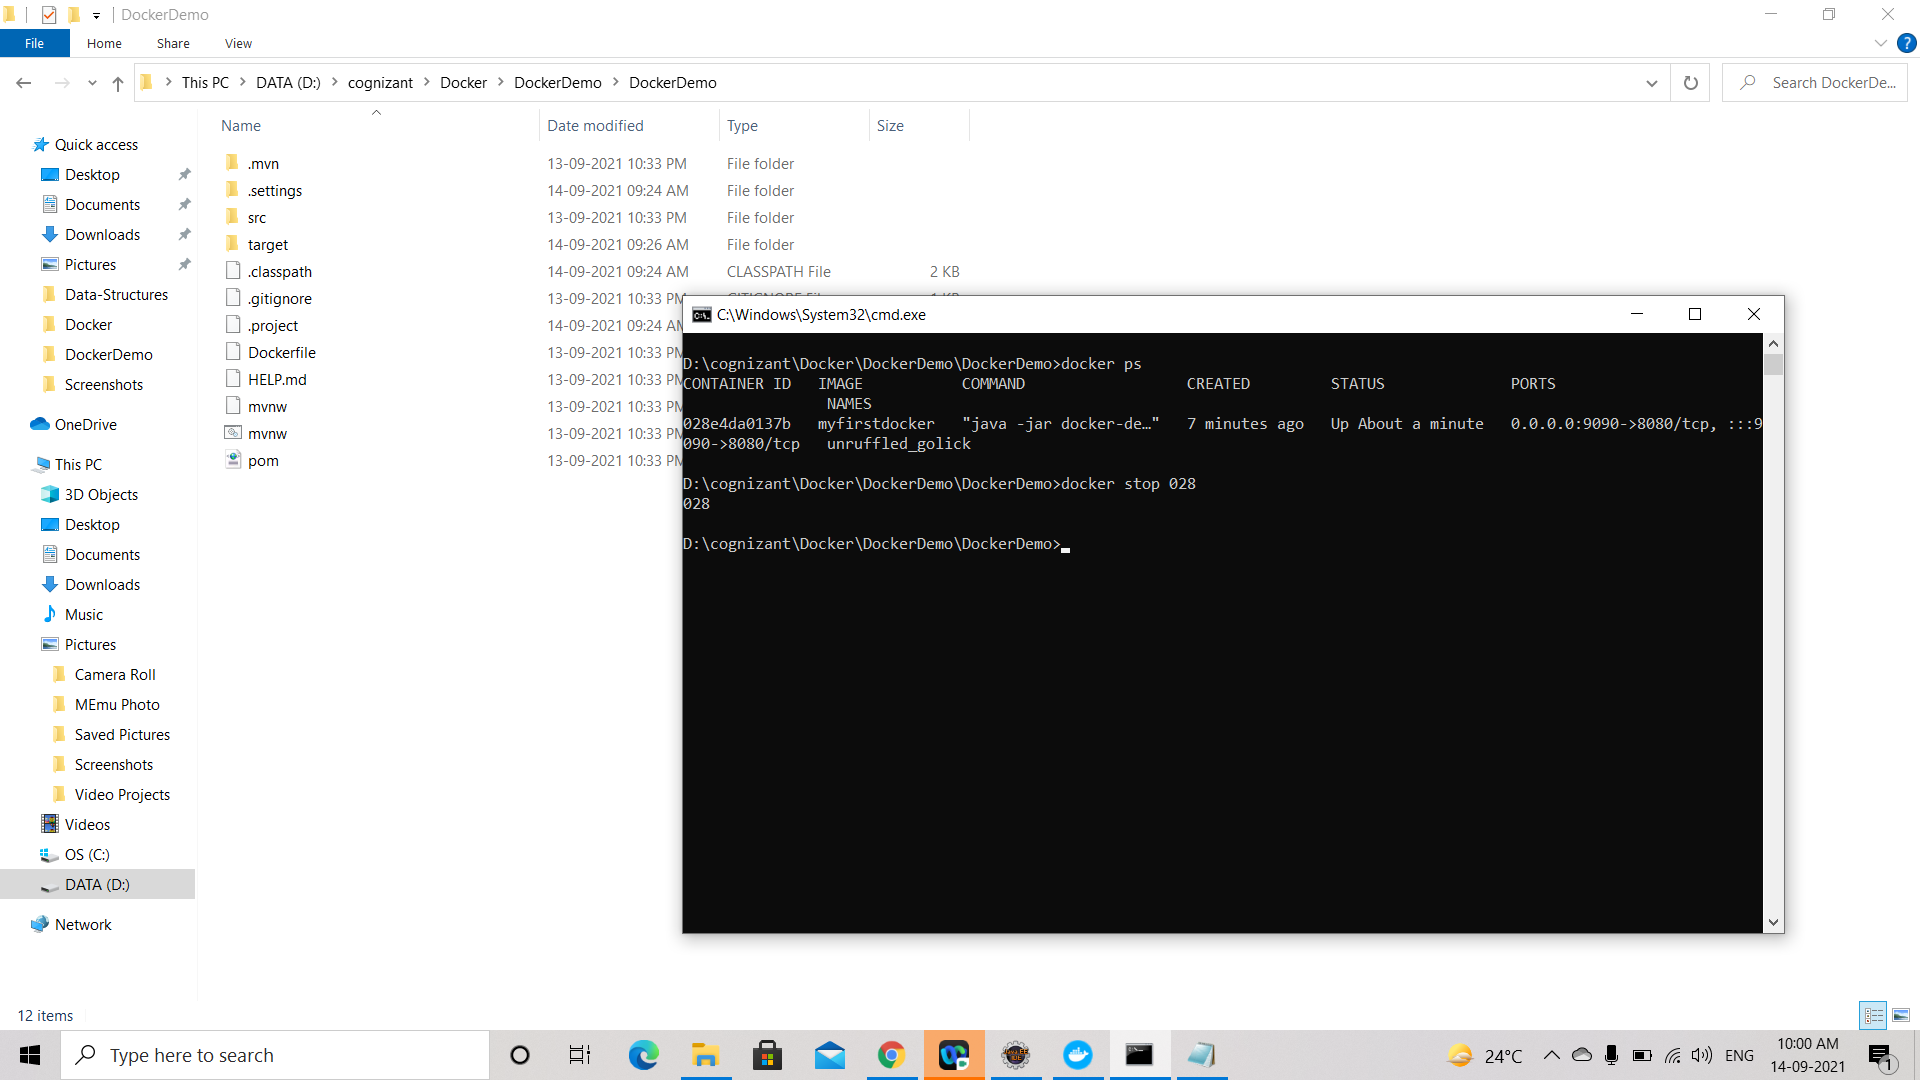 DockerDemo
File Home Share View
This PC > DATA (D:) > cognizant > Docker > DockerDemo > DockerDemo
Search DockerDe...
Name Date modified Type Size
Quick access
Desktop
Documents
Downloads
Pictures
Data-Structures
Docker
DockerDemo
Screenshots
OneDrive
This PC
3D Objects
Desktop
Documents
Downloads
Music
Pictures
Camera Roll
MEmu Photo
Saved Pictures
Screenshots
Video Projects
Videos
OS (C:)
DATA (D:)
Network
.mvn 13-09-2021 10:33 PM File folder
.settings 14-09-2021 09:24 AM File folder
src 13-09-2021 10:33 PM File folder
target 14-09-2021 09:26 AM File folder
.classpath 14-09-2021 09:24 AM CLASSPATH File 2 KB
.gitignore 13-09-2021 10:33 PM
.project 14-09-2021 09:24 AM
Dockerfile 13-09-2021 10:33 PM
HELP.md 13-09-2021 10:33 PM
mvnw 13-09-2021 10:33 PM
mvnw 13-09-2021 10:33 PM
pom 13-09-2021 10:33 PM
C:\Windows\System32\cmd.exe
D:\cognizant\Docker\DockerDemo\DockerDemo>docker ps
CONTAINER ID IMAGE COMMAND CREATED STATUS PORTS
NAMES
028e4da0137b myfirstdocker "java -jar docker-de…" 7 minutes ago Up About a minute 0.0.0.0:9090->8080/tcp, :::9
090->8080/tcp unruffled_golick
D:\cognizant\Docker\DockerDemo\DockerDemo>docker stop 028
028
D:\cognizant\Docker\DockerDemo\DockerDemo>
12 items
Type here to search
24°C
ENG
10:00 AM
14-09-2021
1